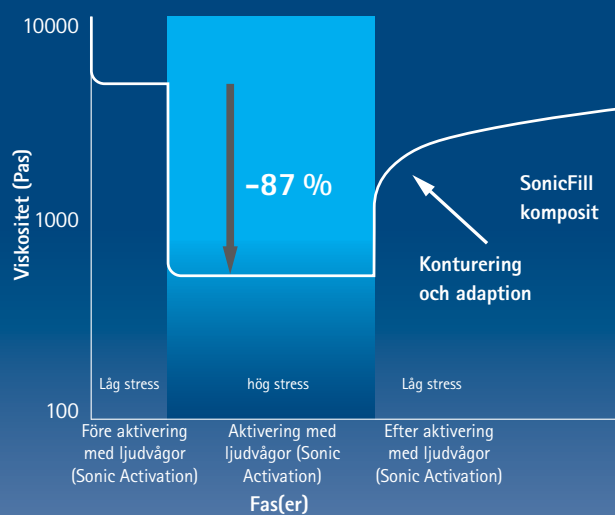 10000
Viskositet (Pas)
-87 %
SonicFill
komposit
1000
Konturering
och adaption
Låg stress
hög stress
Låg stress
100
Före aktivering
med ljudvågor
(Sonic Activation)
Aktivering med
ljudvågor (Sonic
Activation)
Efter aktivering
med ljudvågor
(Sonic Activation)
Fas(er)